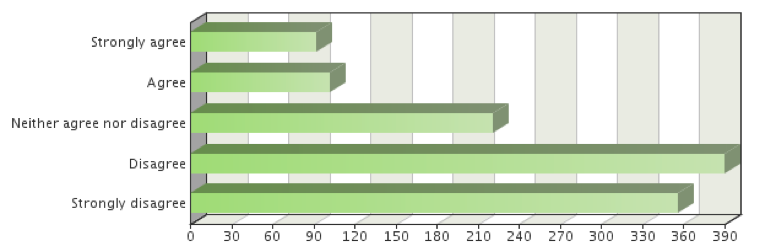 Strongly agree
Agree
Neither agree nor disagree
Disagree
Strongly disagree
0 30 60 90 120 150 180 210 240 270 300 330 360 390